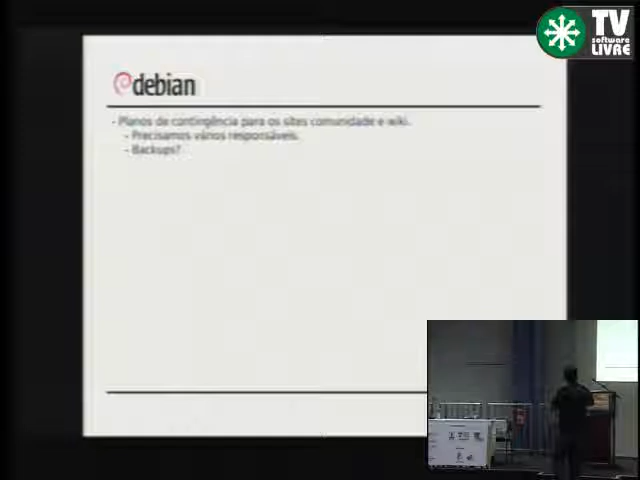 TV
software
LIVRE
debian
- Planos de contingência para os sites comunidade e wiki.
- Precisamos vários responsáveis.
- Backups?